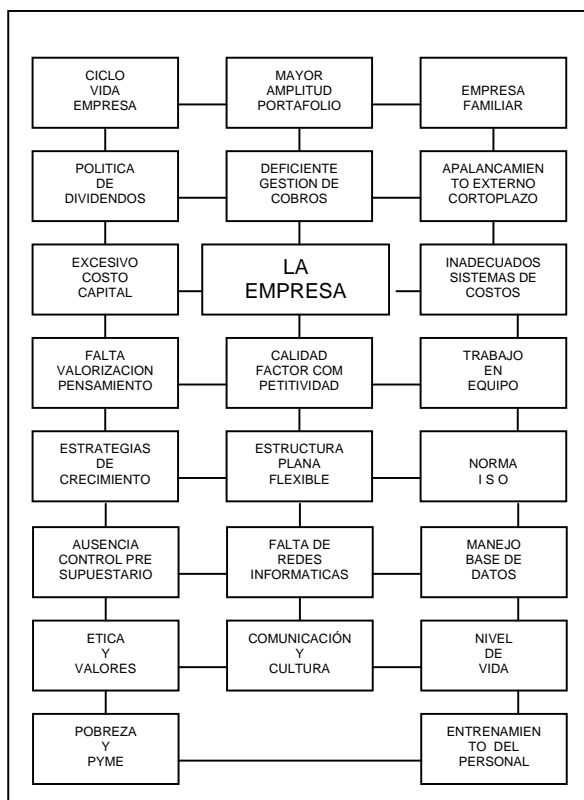 CICLO
VIDA
EMPRESA
MAYOR
AMPLITUD
PORTAFOLIO
EMPRESA
FAMILIAR
POLITICA
DE
DIVIDENDOS
DEFICIENTE
GESTION DE
COBROS
APALANCAMIEN
TO EXTERNO
CORTOPLAZO
EXCESIVO
COSTO
CAPITAL
LA
EMPRESA
INADECUADOS
SISTEMAS DE
COSTOS
FALTA
VALORIZACION
PENSAMIENTO
CALIDAD
FACTOR COM
PETITIVIDAD
TRABAJO
EN
EQUIPO
ESTRATEGIAS
DE
CRECIMIENTO
ESTRUCTURA
PLANA
FLEXIBLE
NORMA
I S O
AUSENCIA
CONTROL PRE
SUPUESTARIO
FALTA DE
REDES
INFORMATICAS
MANEJO
BASE DE
DATOS
ETICA
Y
VALORES
COMUNICACIÓN
Y
CULTURA
NIVEL
DE
VIDA
POBREZA
Y
PYME
ENTRENAMIEN
TO DEL
PERSONAL